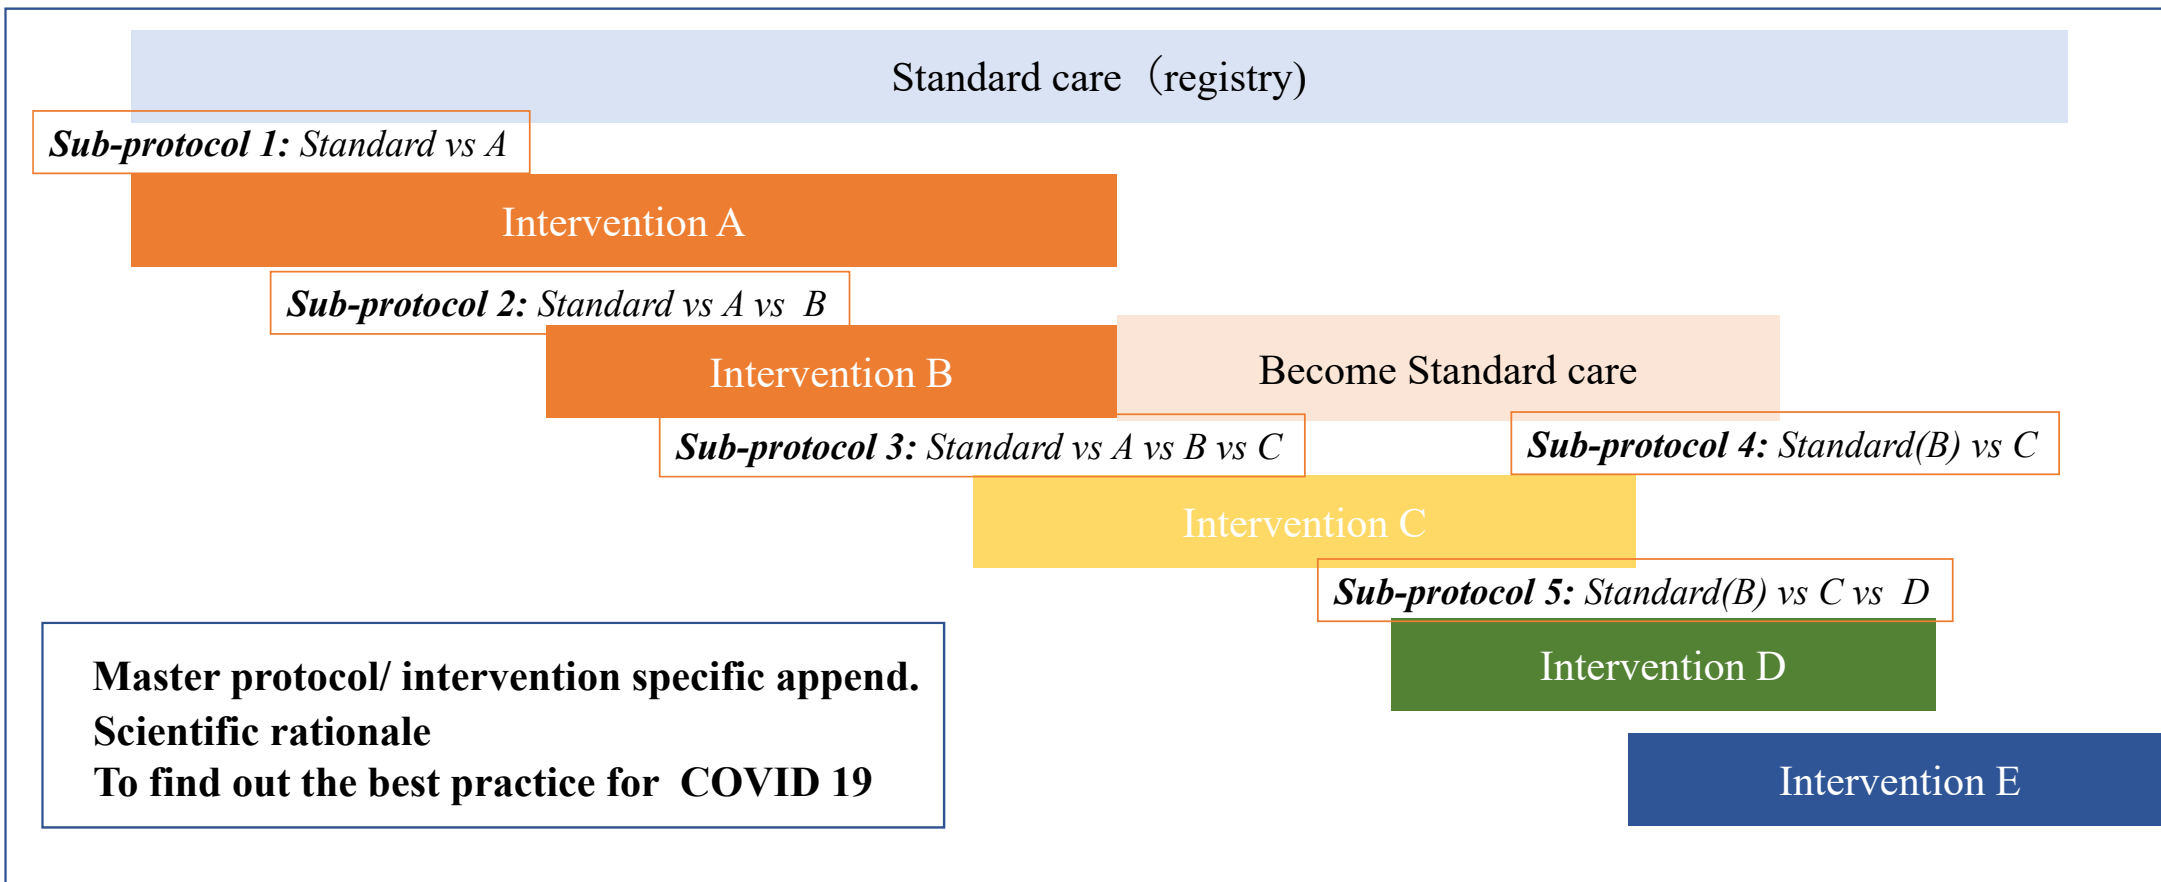 Standard care（registry)
Sub-protocol 1: Standard vs A
Intervention A
Sub-protocol 2: Standard vs A vs  B
Intervention B
Become Standard care
Sub-protocol 3: Standard vs A vs B vs C
Sub-protocol 4: Standard(B) vs C
Intervention C
Sub-protocol 5: Standard(B) vs C vs  D
Intervention D
Master protocol/ intervention specific append.
Scientific rationale
To find out the best practice for  COVID 19
Intervention E